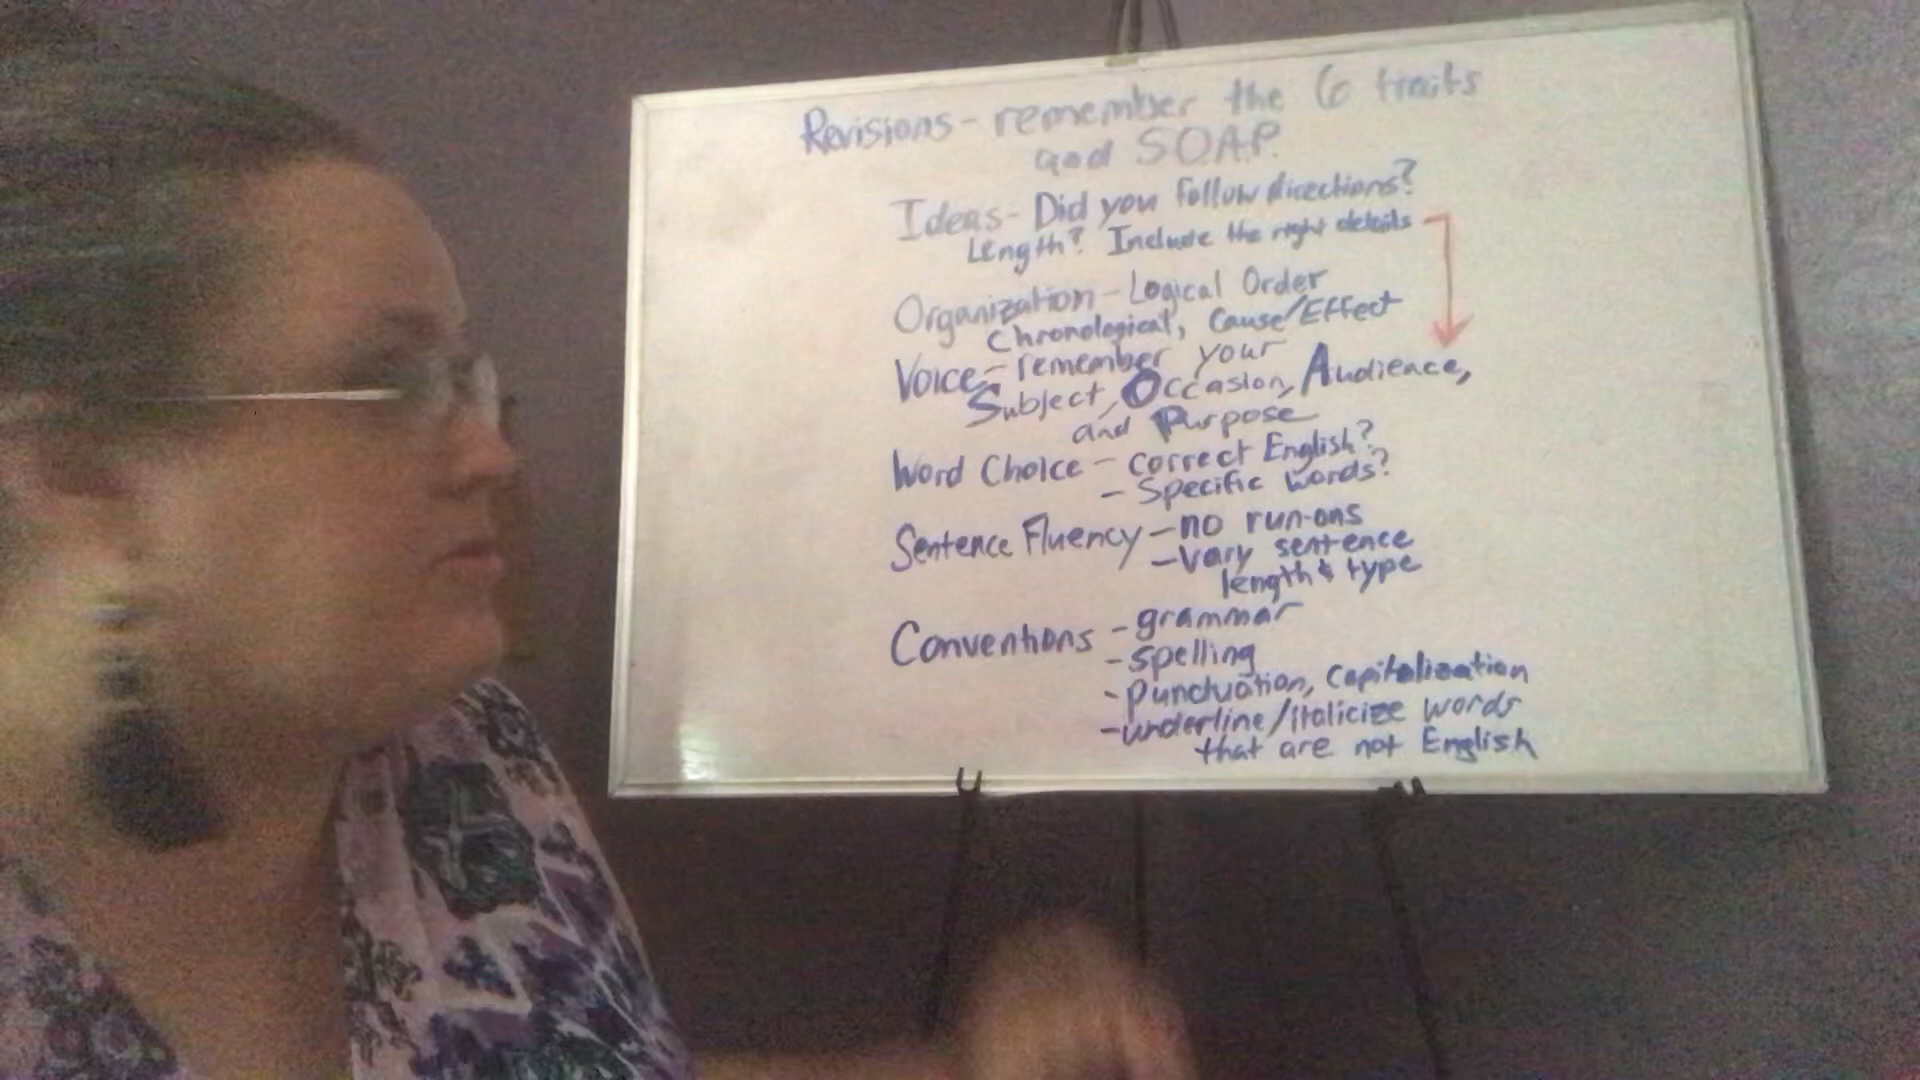 Revisions - remember the 6 traits
and S.O.A.P.
Ideas - Did you follow directions?
Length? Include the right details
Organization - Logical Order
Chronological, Cause/Effect
Voice - remember your
Subject, Occasion, Audience,
and Purpose
Word Choice - correct English?
- Specific words?
Sentence Fluency - no run-ons
- vary sentence
length & type
Conventions - grammar
- spelling
- punctuation, capitalization
- underline/italicize words
that are not English